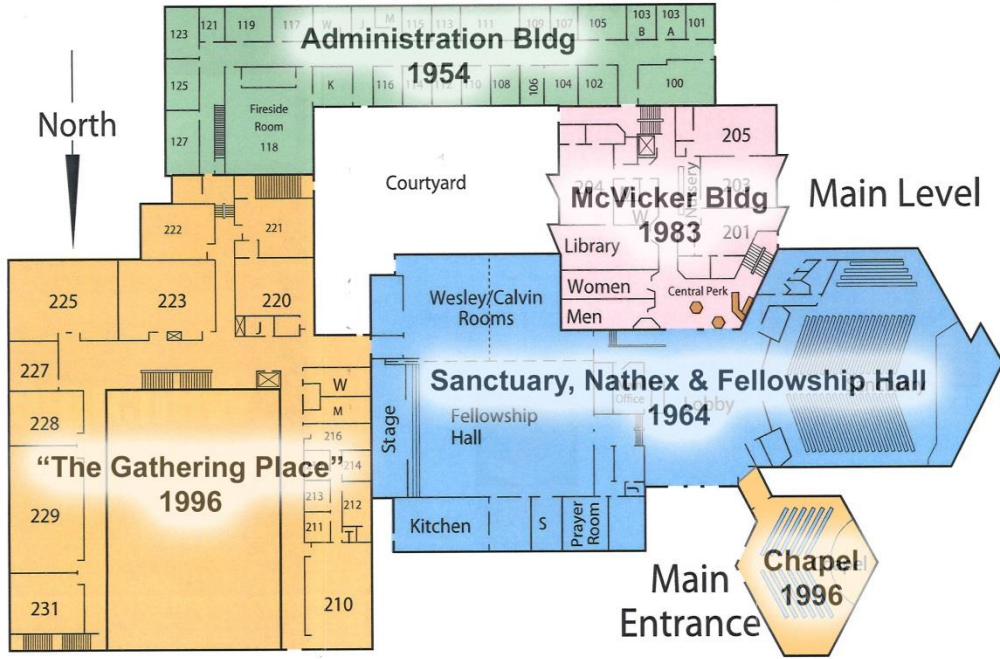 123
121
119
117
W
J
M
115
113
111
109
107
105
103
B
103
A
101
Administration Bldg
1954
125
K
116
114
112
110
108
106
104
102
100
127
Fireside
Room
118
North
Courtyard
205
204
203
Nursery
McVicker Bldg
1983
W
201
Library
Women
Men
Central Perk
Main Level
222
221
225
223
220
J
227
228
229
231
W
M
216
214
213
212
211
210
"The Gathering Place"
1996
Wesley/Calvin
Rooms
Sanctuary, Nathex & Fellowship Hall
1964
Stage
Fellowship
Hall
Office
Lobby
Kitchen
S
Prayer
Room
J
Chapel
1996
Main
Entrance